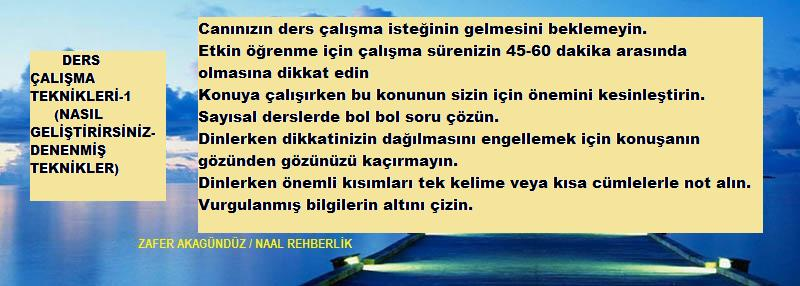 DERS
ÇALIŞMA
TEKNİKLERİ-1
(NASIL
GELİŞTİRİRSİNİZ-
DENENMİŞ
TEKNİKLER)
Canınızın ders çalışma isteğinin gelmesini beklemeyin.
Etkin öğrenme için çalışma sürenizin 45-60 dakika arasında
olmasına dikkat edin
Konuya çalışırken bu konunun sizin için önemini kesinleştirin.
Sayısal derslerde bol bol soru çözün.
Dinlerken dikkatinizin dağılmasını engellemek için konuşanın
gözünden gözünüzü kaçırmayın.
Dinlerken önemli kısımları tek kelime veya kısa cümlelerle not alın.
Vurgulanmış bilgilerin altını çizin.
ZAFER AKAGÜNDÜZ / NAAL REHBERLİK